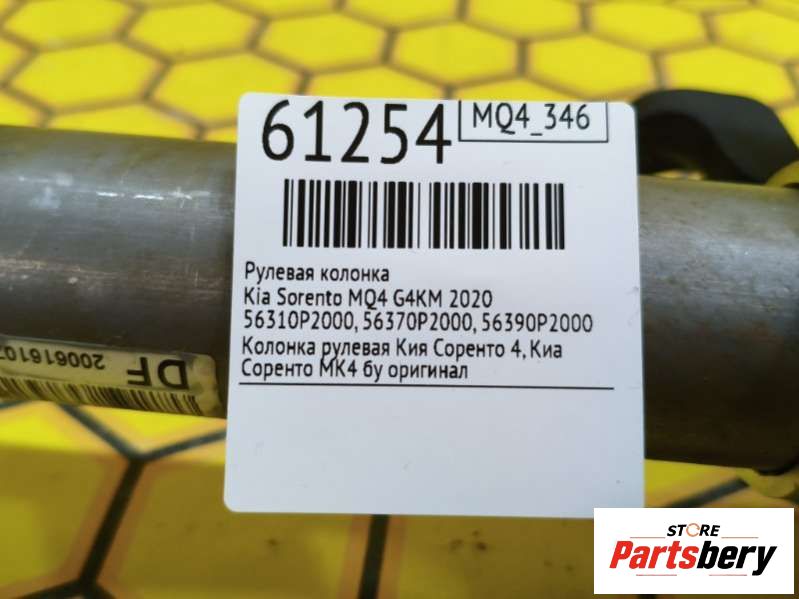 61254
MQ4_346
Рулевая колонка
Kia Sorento MQ4 G4KM 2020
56310P2000, 56370P2000, 56390P2000
Колонка рулевая Кия Соренто 4, Киа
Соренто МК4 бу оригинал
DF
20061610
STORE
Partsbery